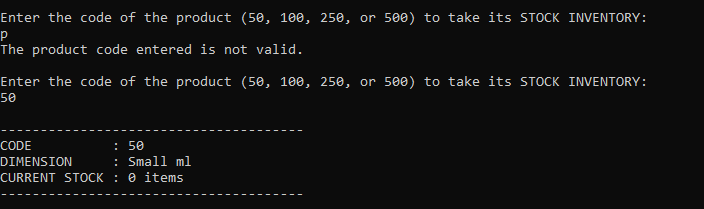 Enter the code of the product (50, 100, 250, or 500) to take its STOCK INVENTORY:
p
The product code entered is not valid.
Enter the code of the product (50, 100, 250, or 500) to take its STOCK INVENTORY:
50
--------------------------------------
CODE          : 50
DIMENSION     : Small ml
CURRENT STOCK : 0 items
--------------------------------------